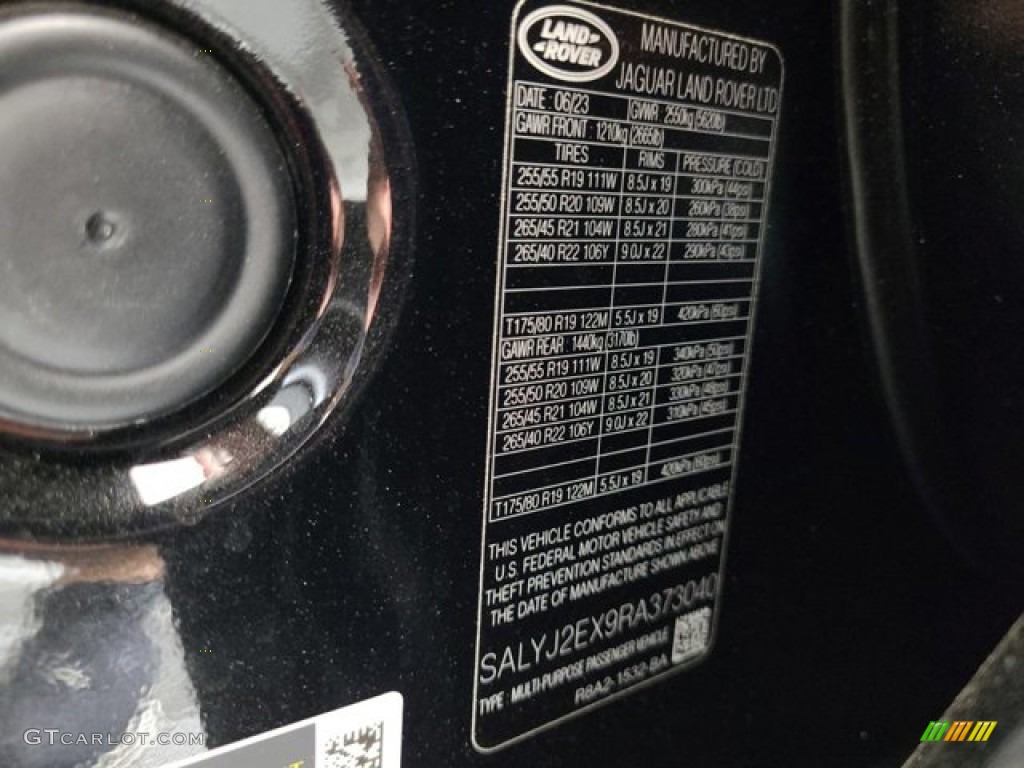 LAND ROVER
MANUFACTURED BY
JAGUAR LAND ROVER LTD
DATE : 06/23 GWWR : 2550kg (5620lb)
GAWR FRONT : 1210kg (2665lb)
TIRES RIMS PRESSURE (COLD)
255/55 R19 111W 8.5J x 19 300kPa (44psi)
255/50 R20 109W 8.5J x 20 260kPa (38psi)
265/45 R21 104W 8.5J x 21 280kPa (41psi)
265/40 R22 106Y 9.0J x 22 290kPa (43psi)
T175/80 R19 122M 5.5J x 19 420kPa (60psi)
GAWR REAR : 1440kg (3170lb)
255/55 R19 111W 8.5J x 19 340kPa (50psi)
255/50 R20 109W 8.5J x 20 320kPa (47psi)
265/45 R21 104W 8.5J x 21 330kPa (48psi)
265/40 R22 106Y 9.0J x 22 310kPa (45psi)
T175/80 R19 122M 5.5J x 19 420kPa (60psi)
THIS VEHICLE CONFORMS TO ALL APPLICABLE
U.S. FEDERAL MOTOR VEHICLE SAFETY AND
THEFT PREVENTION STANDARDS IN EFFECT ON
THE DATE OF MANUFACTURE SHOWN ABOVE
SALYJ2EX9RA373040
TYPE : MULTI-PURPOSE PASSENGER VEHICLE
R8A2-1532-BA
GTCARLOT.COM